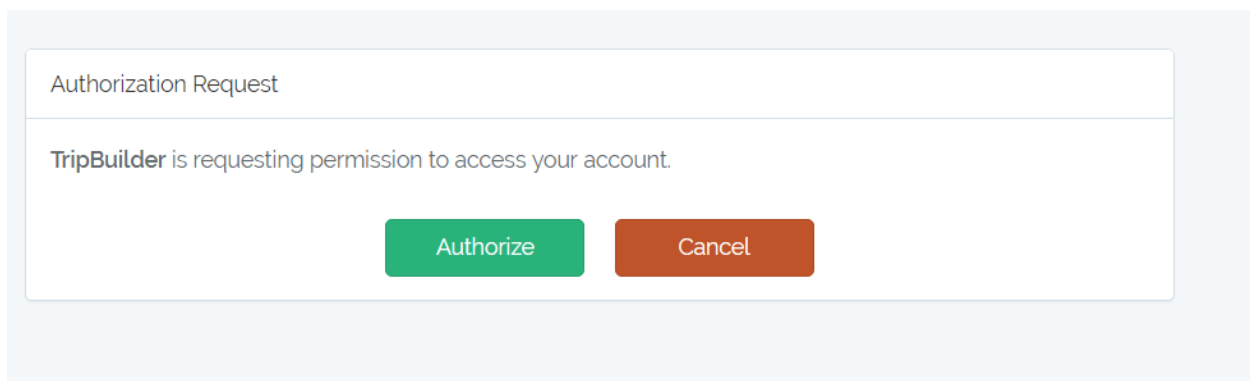 Authorization Request
TripBuilder is requesting permission to access your account.
Authorize Cancel